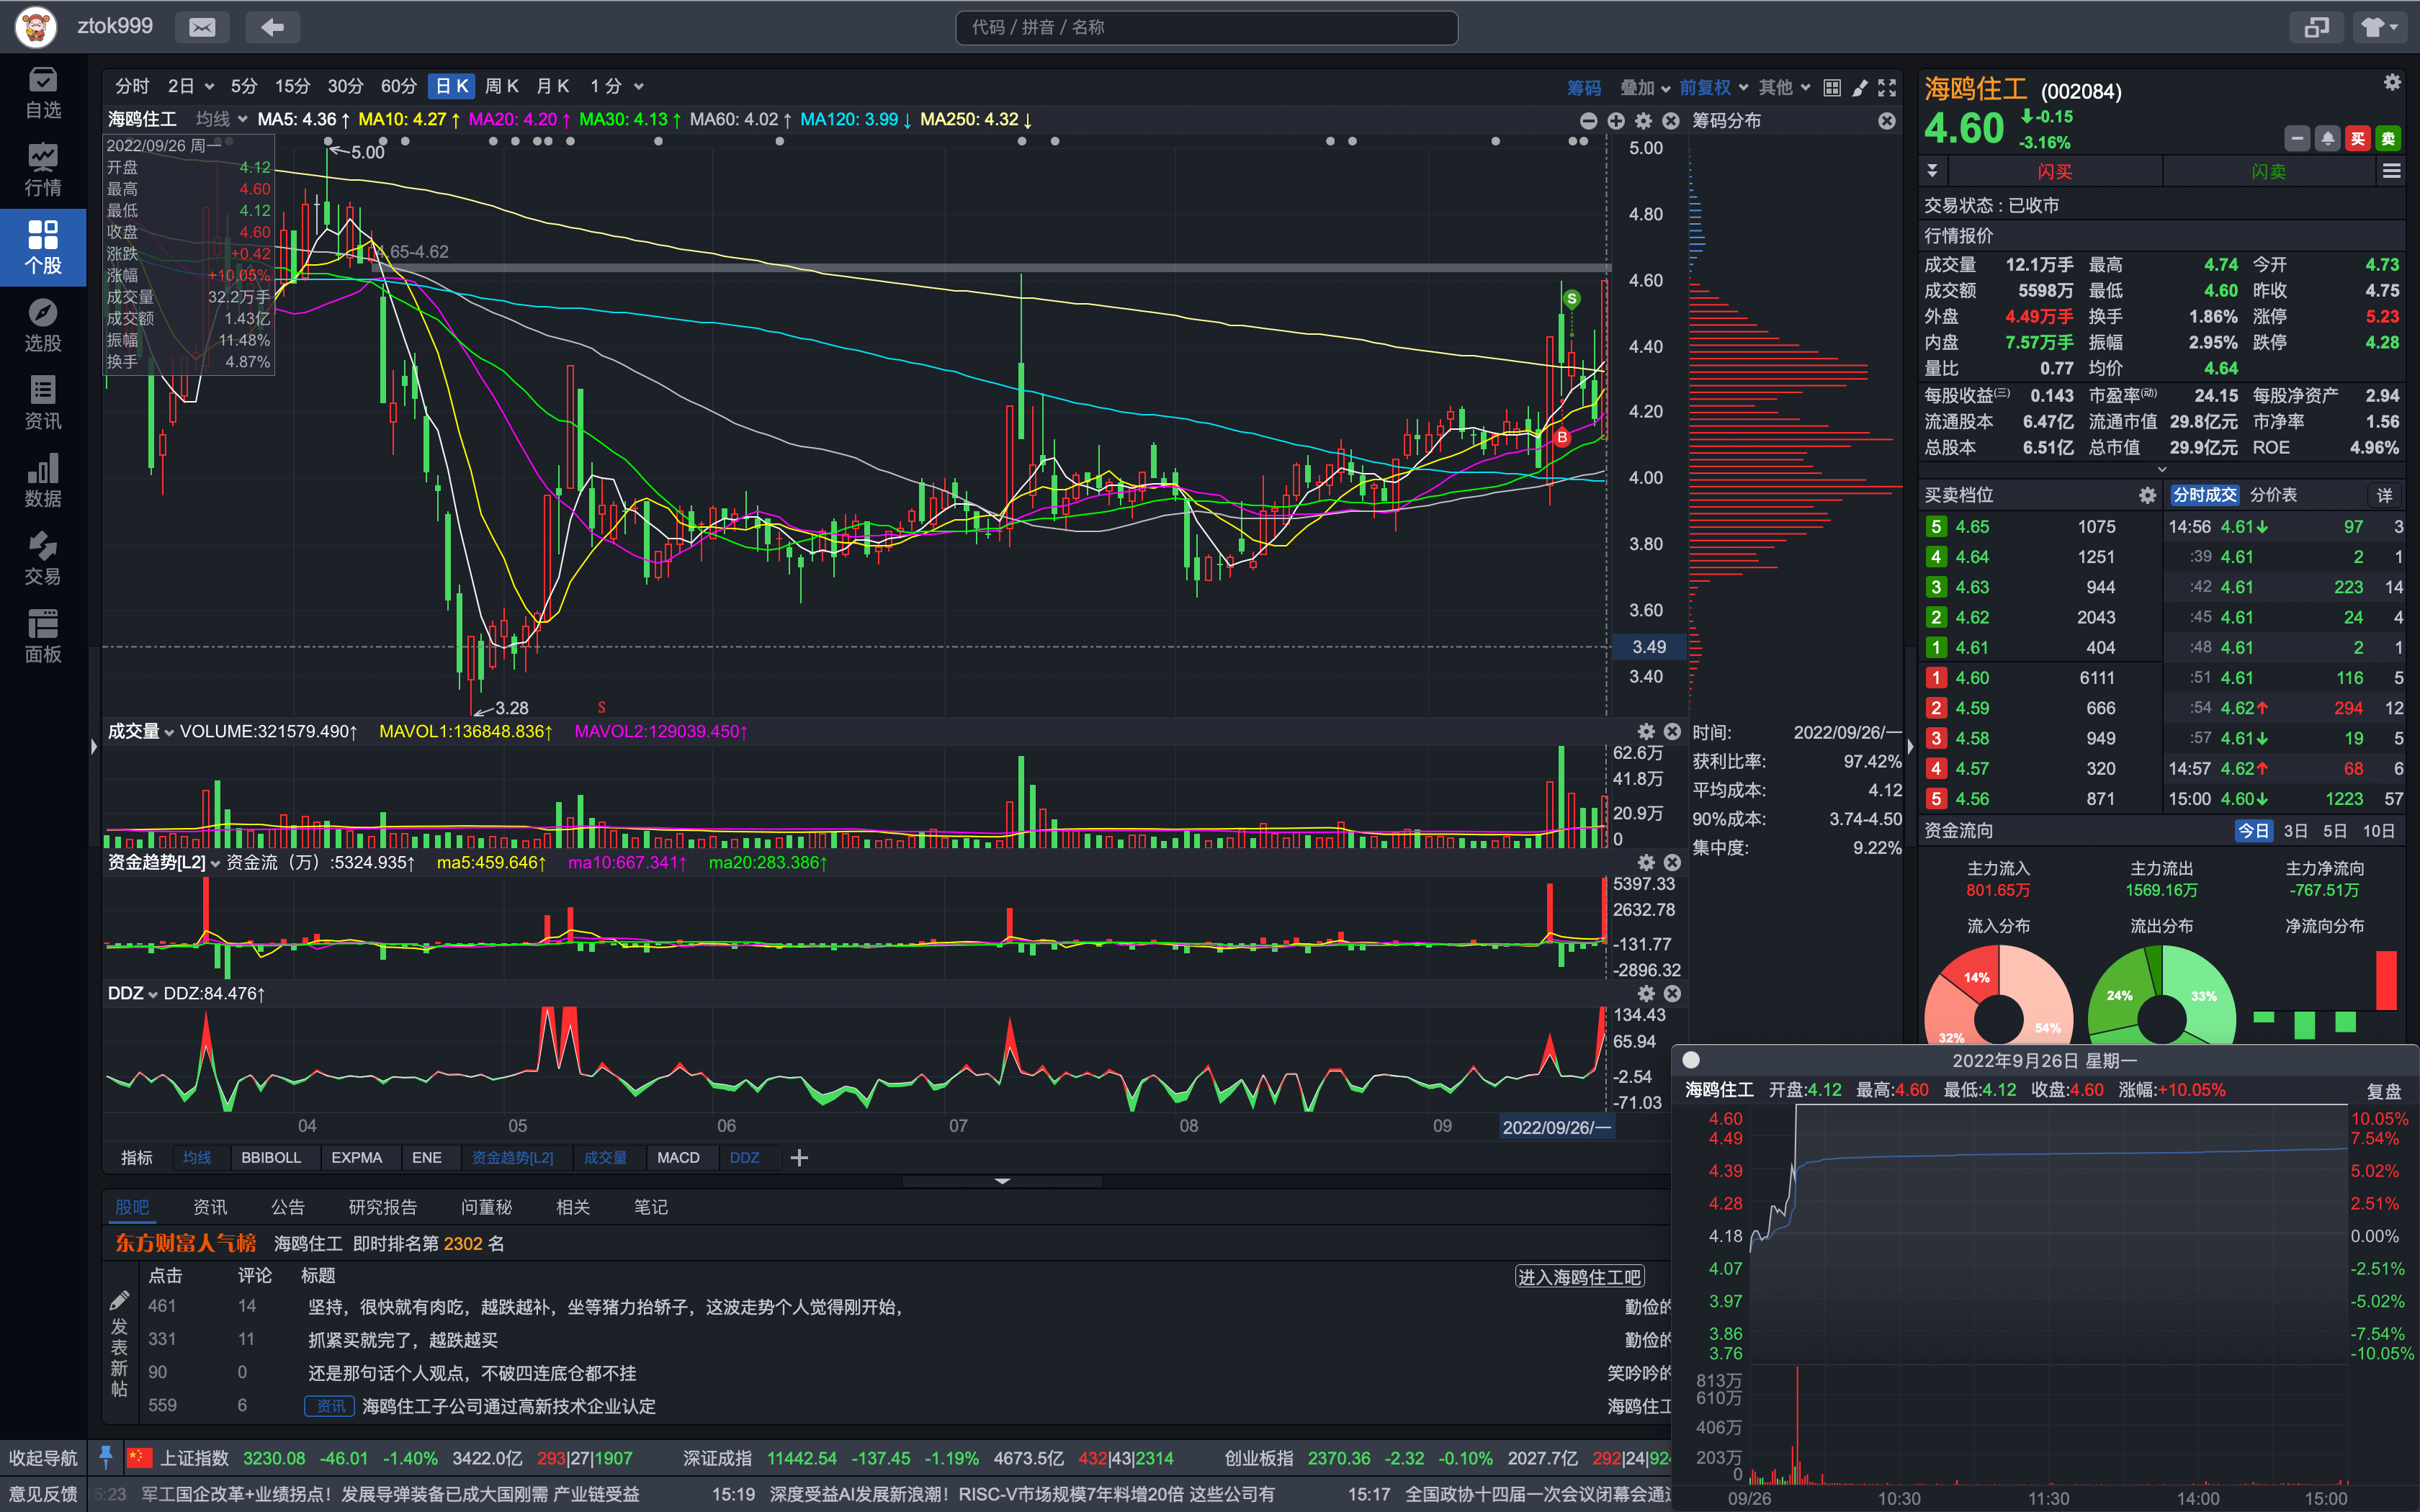 ztok999
代码 / 拼音 / 名称
自选
行情
个股
选股
资讯
数据
交易
面板
分时 2日 5分 15分 30分 60分 日K 周K 月K 1分
筹码 叠加 前复权 其他
海鸥住工 均线 MA5: 4.36↑ MA10: 4.27↑ MA20: 4.20↑ MA30: 4.13↑ MA60: 4.02↑ MA120: 3.99↓ MA250: 4.32↓
筹码分布
2022/09/26 周一
开盘 4.12
最高 4.60
最低 4.12
收盘 4.60
涨跌 +0.42
涨幅 +10.05%
成交量 32.2万手
成交额 1.43亿
振幅 11.48%
换手 4.87%
5.00
.65-4.62
S
B
3.28
S
5.00
4.80
4.60
4.40
4.20
4.00
3.80
3.60
3.49
3.40
成交量 VOLUME:321579.490↑ MAVOL1:136848.836↑ MAVOL2:129039.450↑
62.6万
41.8万
20.9万
0
资金趋势[L2] 资金流（万）:5324.935↑ ma5:459.646↑ ma10:667.341↑ ma20:283.386↑
5397.33
2632.78
-131.77
-2896.32
DDZ DDZ:84.476↑
134.43
65.94
-2.54
-71.03
04 05 06 07 08 09 2022/09/26/一
时间: 2022/09/26/一
获利比率: 97.42%
平均成本: 4.12
90%成本: 3.74-4.50
集中度: 9.22%
指标 均线 BBIBOLL EXPMA ENE 资金趋势[L2] 成交量 MACD DDZ
股吧 资讯 公告 研究报告 问董秘 相关 笔记
东方财富人气榜 海鸥住工 即时排名第 2302 名
点击 评论 标题
进入海鸥住工吧
发表新帖
461 14 坚持，很快就有肉吃，越跌越补，坐等猪力抬轿子，这波走势个人觉得刚开始， 勤俭的
331 11 抓紧买就完了，越跌越买 勤俭的
90 0 还是那句话个人观点，不破四连底仓都不挂 笑吟吟的
559 6 资讯 海鸥住工子公司通过高新技术企业认定 海鸥住工
海鸥住工 (002084)
4.60 -0.15
-3.16%
买 卖
闪买 闪卖
交易状态：已收市
行情报价
成交量 12.1万手 最高 4.74 今开 4.73
成交额 5598万 最低 4.60 昨收 4.75
外盘 4.49万手 换手 1.86% 涨停 5.23
内盘 7.57万手 振幅 2.95% 跌停 4.28
量比 0.77 均价 4.64
每股收益(三) 0.143 市盈率(动) 24.15 每股净资产 2.94
流通股本 6.47亿 流通市值 29.8亿元 市净率 1.56
总股本 6.51亿 总市值 29.9亿元 ROE 4.96%
买卖档位 分时成交 分价表 详
5 4.65 1075
4 4.64 1251
3 4.63 944
2 4.62 2043
1 4.61 404
1 4.60 6111
2 4.59 666
3 4.58 949
4 4.57 320
5 4.56 871
14:56 4.61↓ 97 3
:39 4.61 2 1
:42 4.61 223 14
:45 4.61 24 4
:48 4.61 2 1
:51 4.61 116 5
:54 4.62↑ 294 12
:57 4.61↓ 19 5
14:57 4.62↑ 68 6
15:00 4.60↓ 1223 57
资金流向 今日 3日 5日 10日
主力流入 主力流出 主力净流向
801.65万 1569.16万 -767.51万
流入分布 流出分布 净流向分布
14%
32%
54%
24%
33%
2022年9月26日 星期一
海鸥住工 开盘:4.12 最高:4.60 最低:4.12 收盘:4.60 涨幅:+10.05% 复盘
4.60 10.05%
4.49 7.54%
4.39 5.02%
4.28 2.51%
4.18 0.00%
4.07 -2.51%
3.97 -5.02%
3.86 -7.54%
3.76 -10.05%
813万
610万
406万
203万
0
09/26 10:30 11:30 14:00 15:00
收起导航 上证指数 3230.08 -46.01 -1.40% 3422.0亿 293|27|1907 深证成指 11442.54 -137.45 -1.19% 4673.5亿 432|43|2314 创业板指 2370.36 -2.32 -0.10% 2027.7亿 292|24|924
意见反馈 5:23 军工国企改革+业绩拐点！发展导弹装备已成大国刚需 产业链受益 15:19 深度受益AI发展新浪潮！RISC-V市场规模7年料增20倍 这些公司有 15:17 全国政协十四届一次会议闭幕会通过